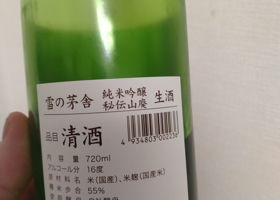 雪の茅舎 純米吟醸 秘伝山廃 生酒
品目 清酒
4 934803 002236
内容量 720ml
アルコール分 16度
原材料名 米(国産)、米麹(国産米)
精米歩合 55%